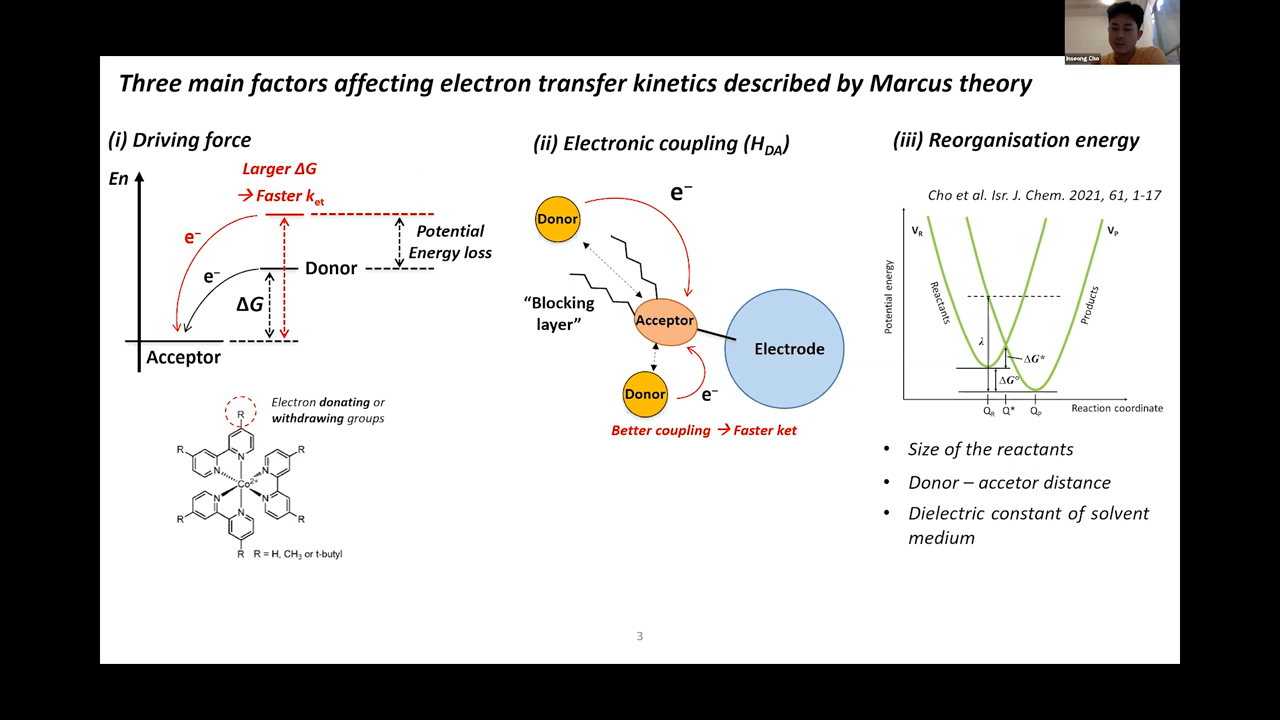 Inseong Cho
Three main factors affecting electron transfer kinetics described by Marcus theory
(i) Driving force
En
Larger ΔG
→ Faster ket
e⁻
e⁻
Donor
ΔG
Potential
Energy loss
Acceptor
Electron donating or
withdrawing groups
R
R
R
N
N
N
Co²⁺
N
N
N
R
R
R
R = H, CH₃ or t-butyl
(ii) Electronic coupling (HDA)
e⁻
Donor
“Blocking
layer”
Acceptor
Electrode
Donor
e⁻
Better coupling → Faster ket
(iii) Reorganisation energy
Cho et al. Isr. J. Chem. 2021, 61, 1-17
VR
VP
Potential energy
Reactants
Products
λ
ΔG*
ΔG°
QR
Q*
QP
Reaction coordinate
• Size of the reactants
• Donor – accetor distance
• Dielectric constant of solvent
medium
3